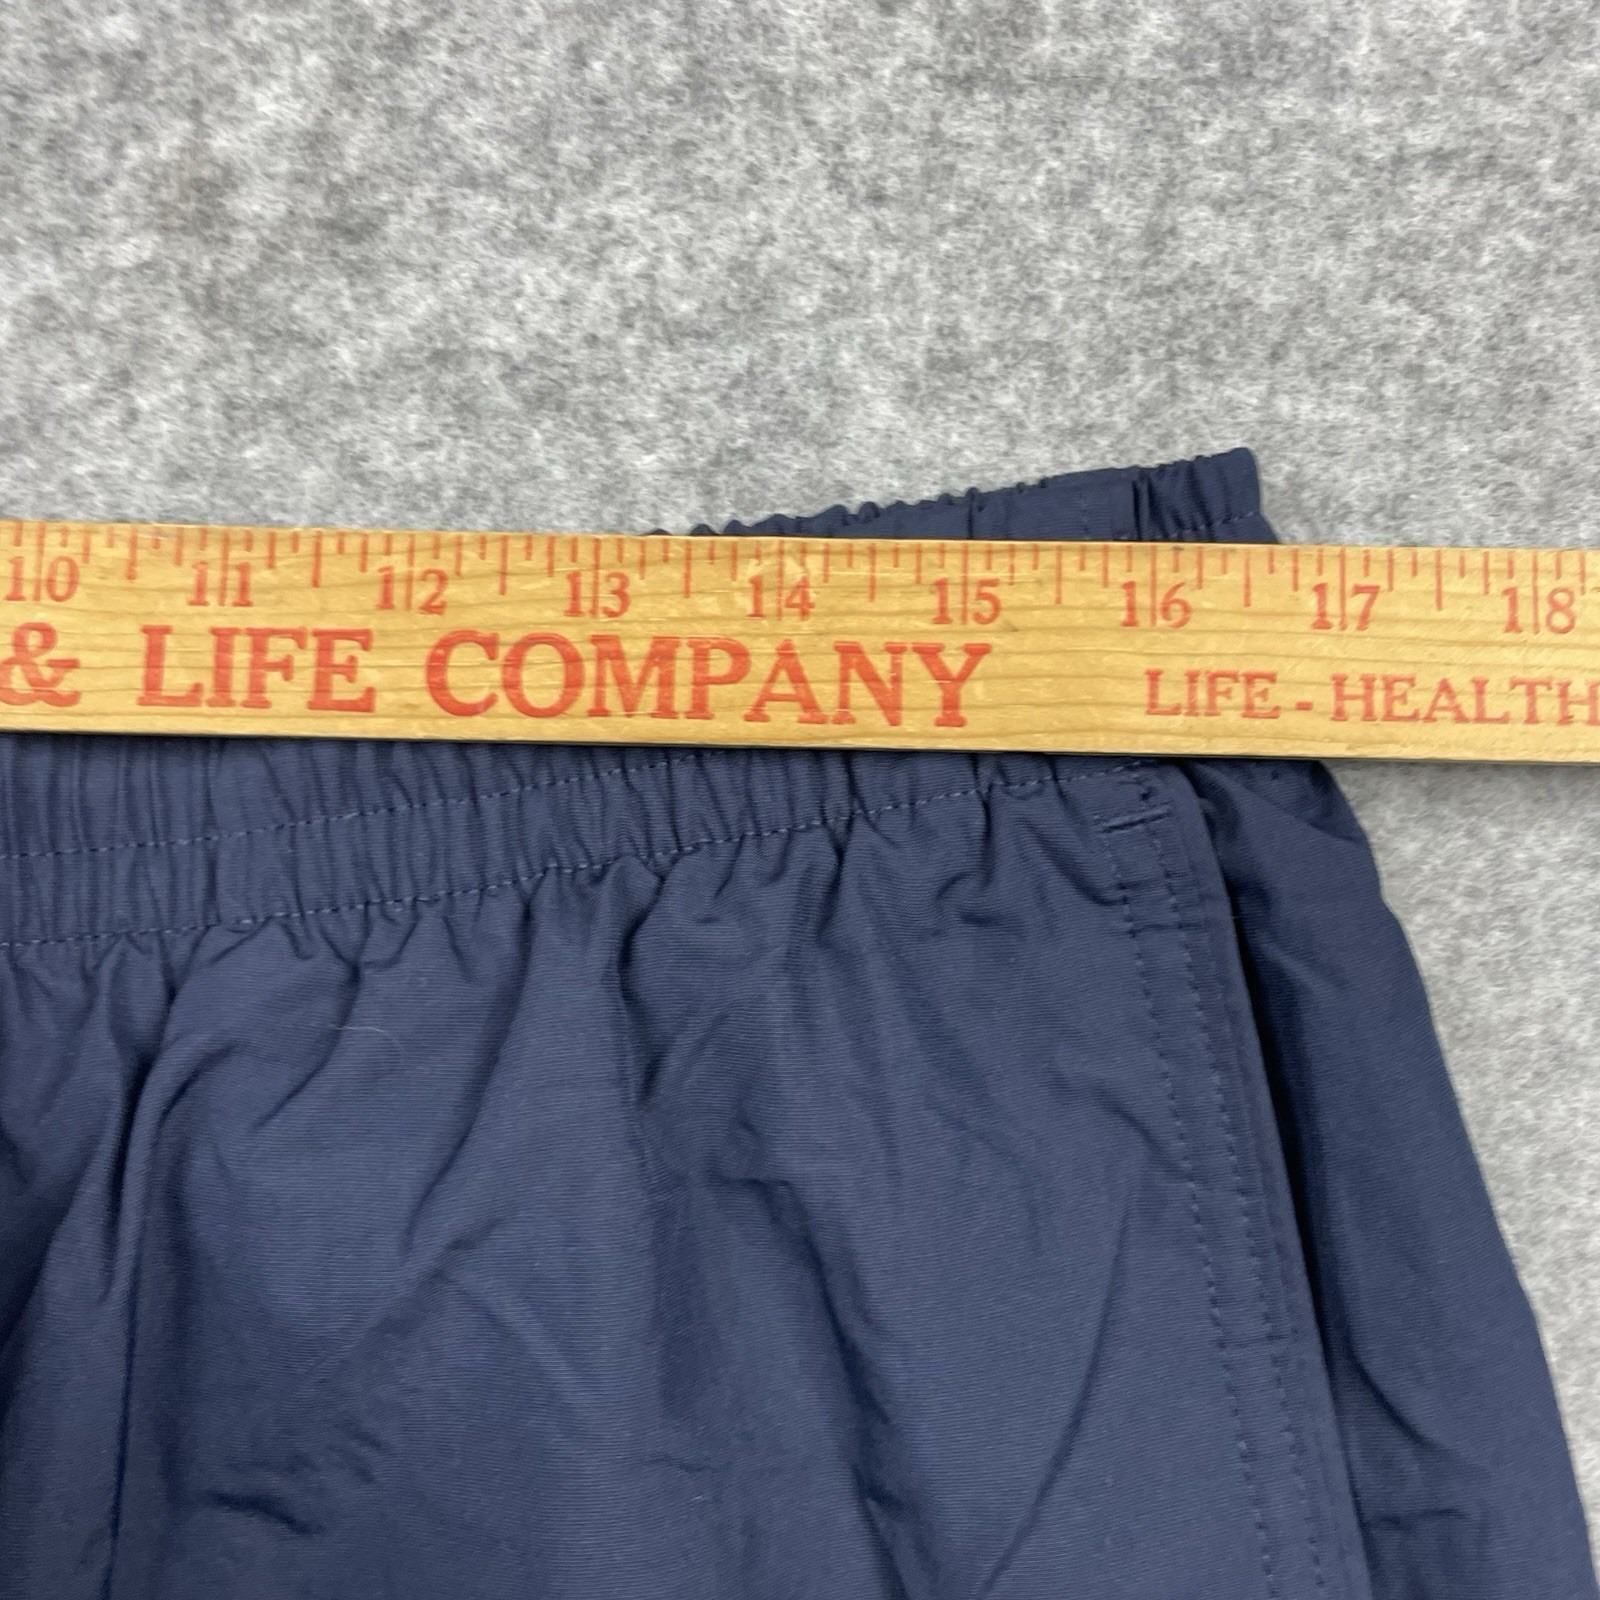 10 11 12 13 14 15 16 17 18
& LIFE COMPANY LIFE - HEALTH